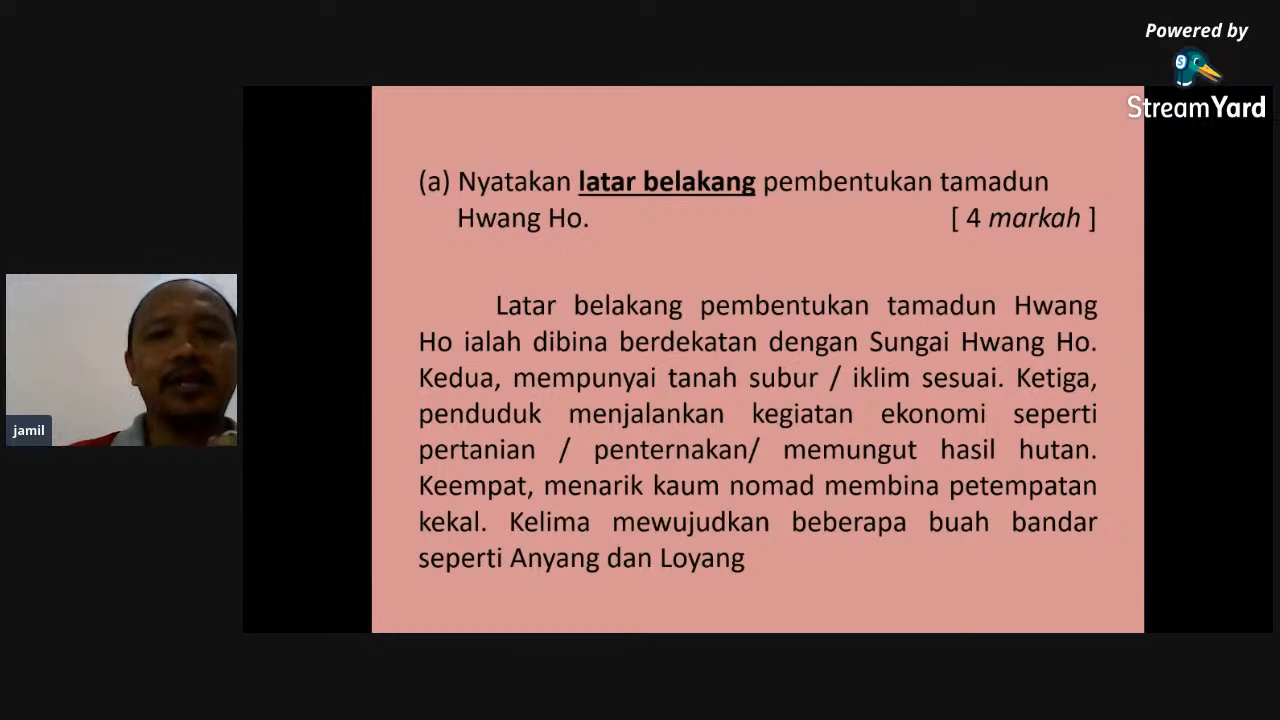 Powered by
StreamYard
(a) Nyatakan latar belakang pembentukan tamadun
Hwang Ho. [ 4 markah ]
Latar belakang pembentukan tamadun Hwang
Ho ialah dibina berdekatan dengan Sungai Hwang Ho.
Kedua, mempunyai tanah subur / iklim sesuai. Ketiga,
penduduk menjalankan kegiatan ekonomi seperti
pertanian / penternakan/ memungut hasil hutan.
Keempat, menarik kaum nomad membina petempatan
kekal. Kelima mewujudkan beberapa buah bandar
seperti Anyang dan Loyang
jamil